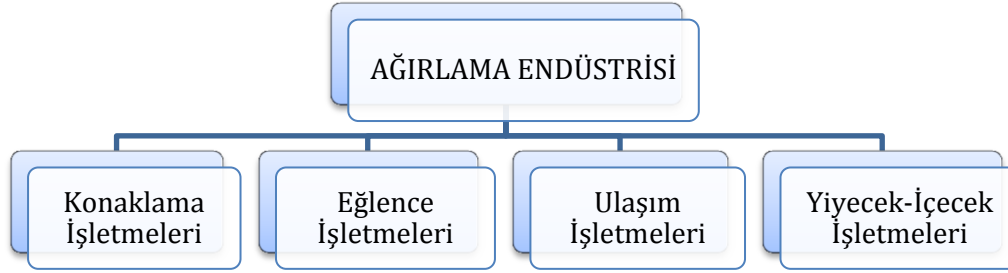 AĞIRLAMA ENDÜSTRİSİ
Konaklama
İşletmeleri
Eğlence
İşletmeleri
Ulaşım
İşletmeleri
Yiyecek-İçecek
İşletmeleri